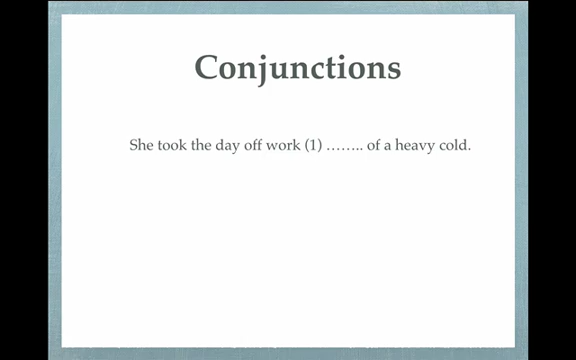 Conjunctions
She took the day off work (1) …….. of a heavy cold.